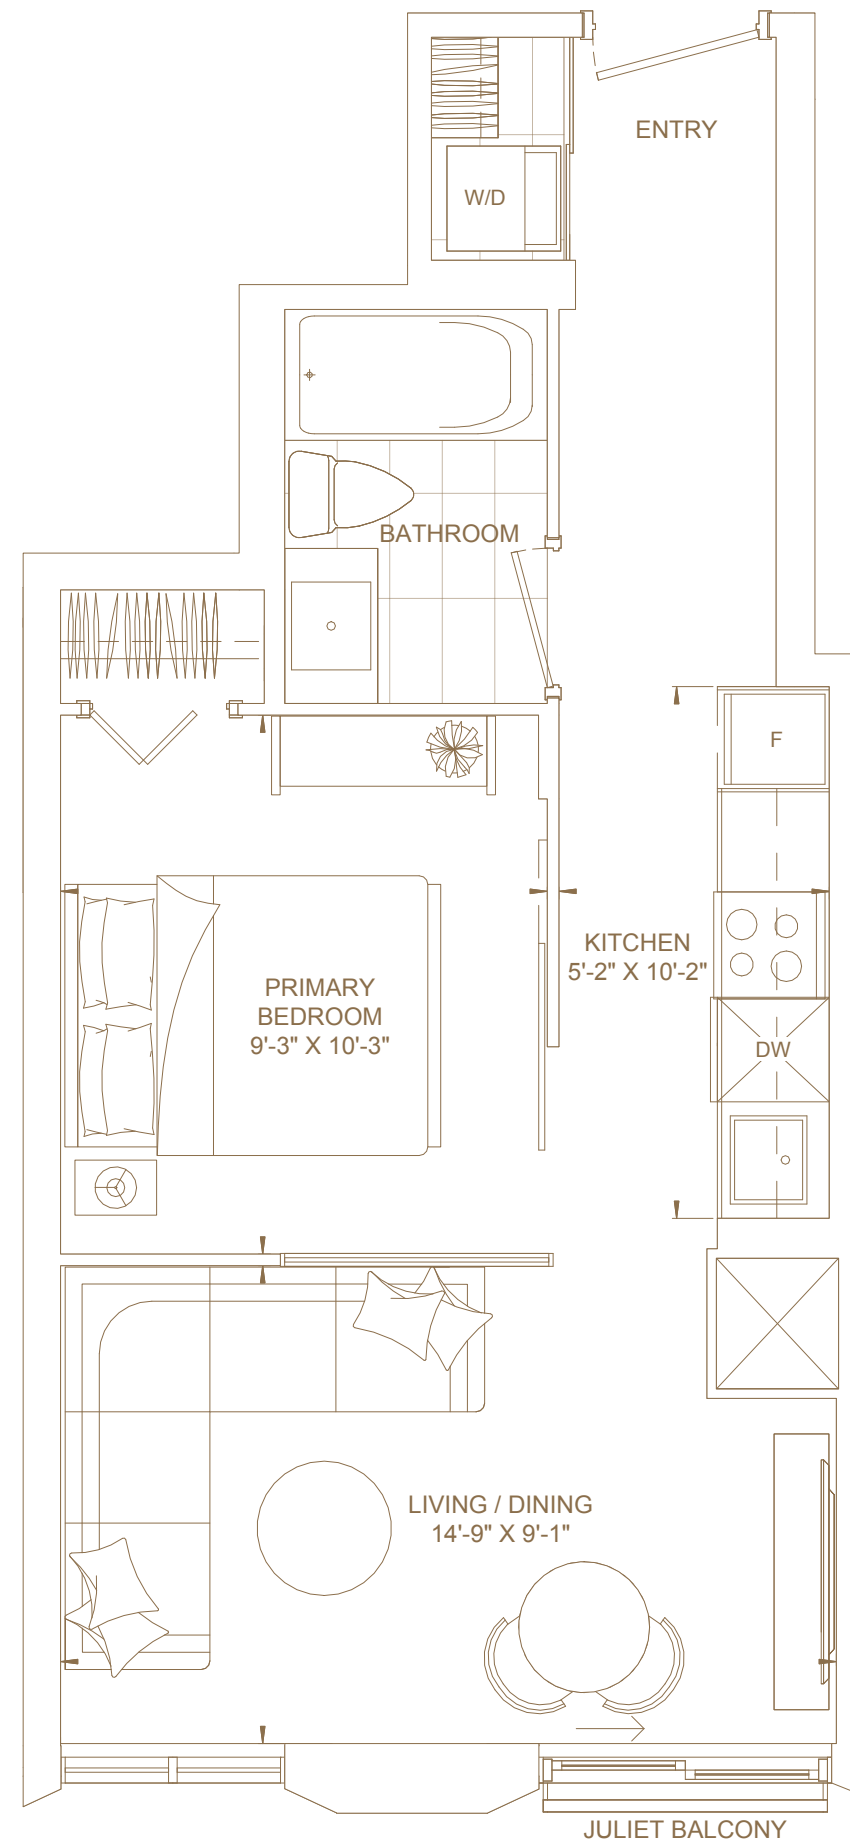 ENTRY
W/D
BATHROOM
F
KITCHEN
5'-2" X 10'-2"
PRIMARY
BEDROOM
9'-3" X 10'-3"
DW
LIVING / DINING
14'-9" X 9'-1"
JULIET BALCONY